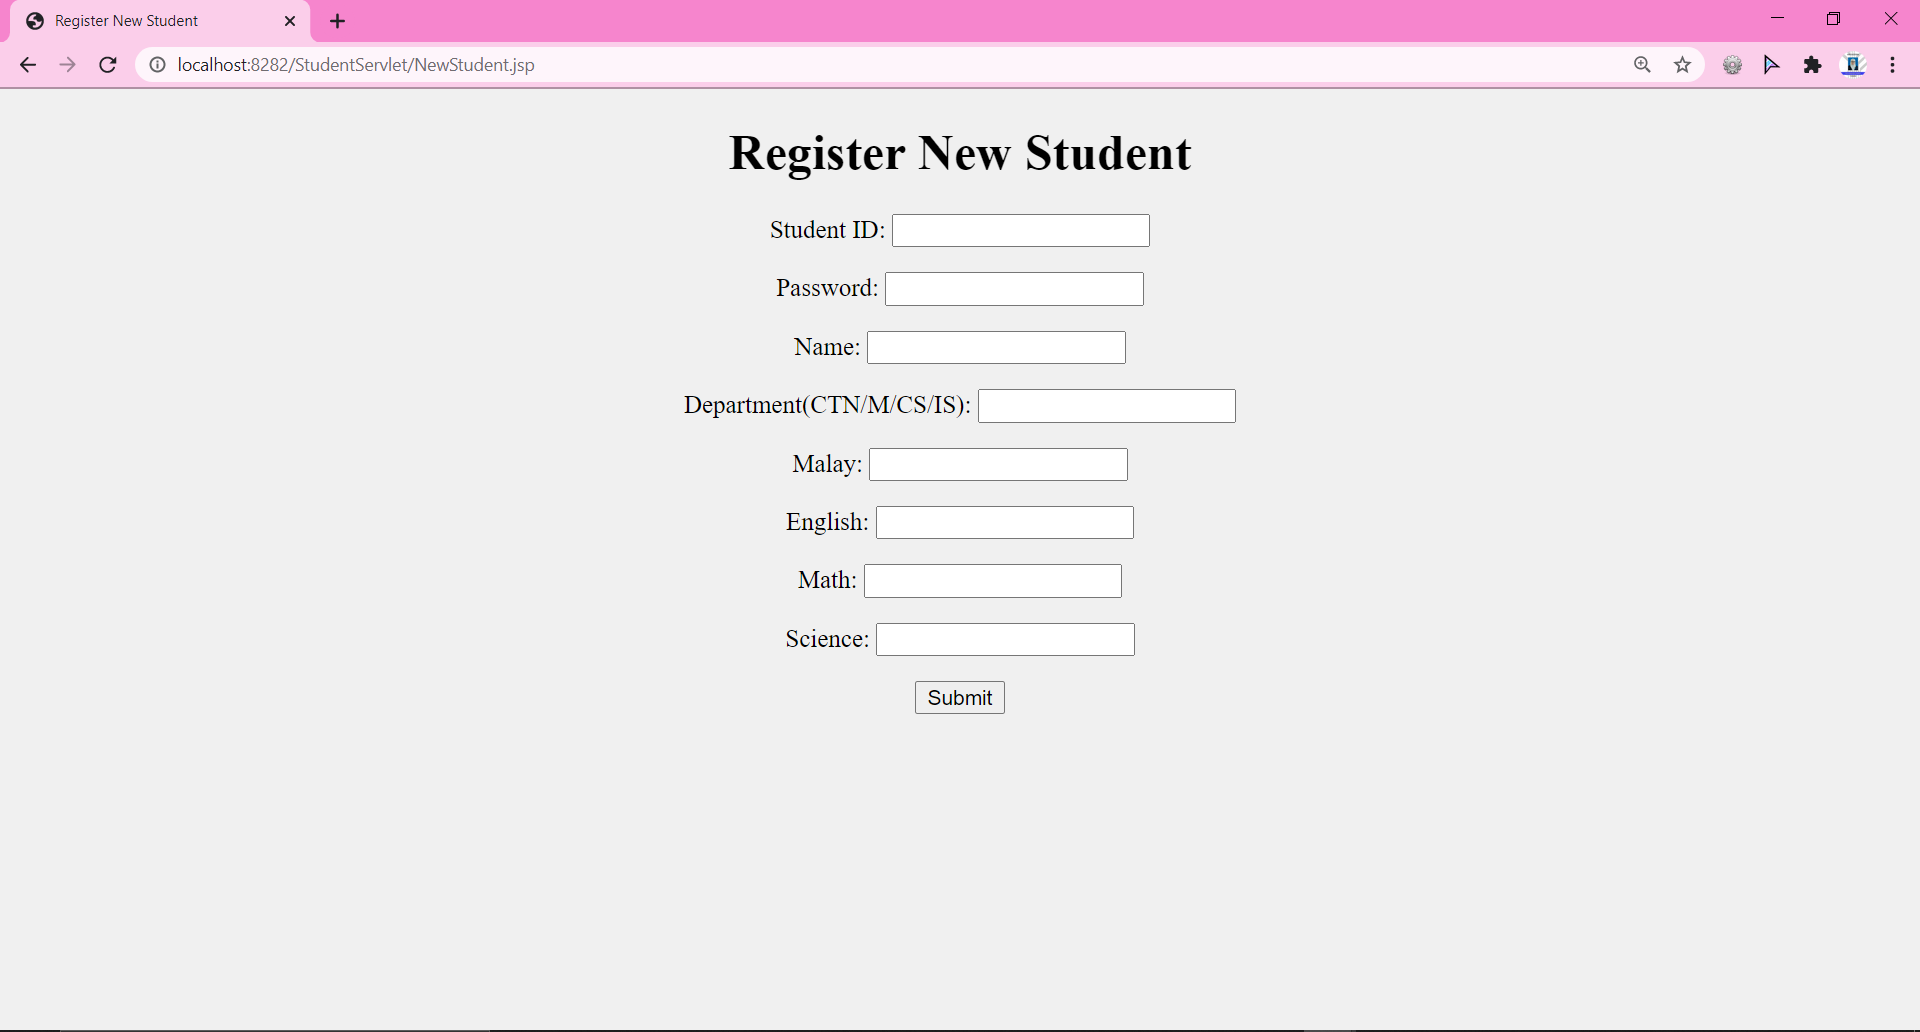 Register New Student
localhost:8282/StudentServlet/NewStudent.jsp
Register New Student
Student ID:
Password:
Name:
Department(CTN/M/CS/IS):
Malay:
English:
Math:
Science:
Submit